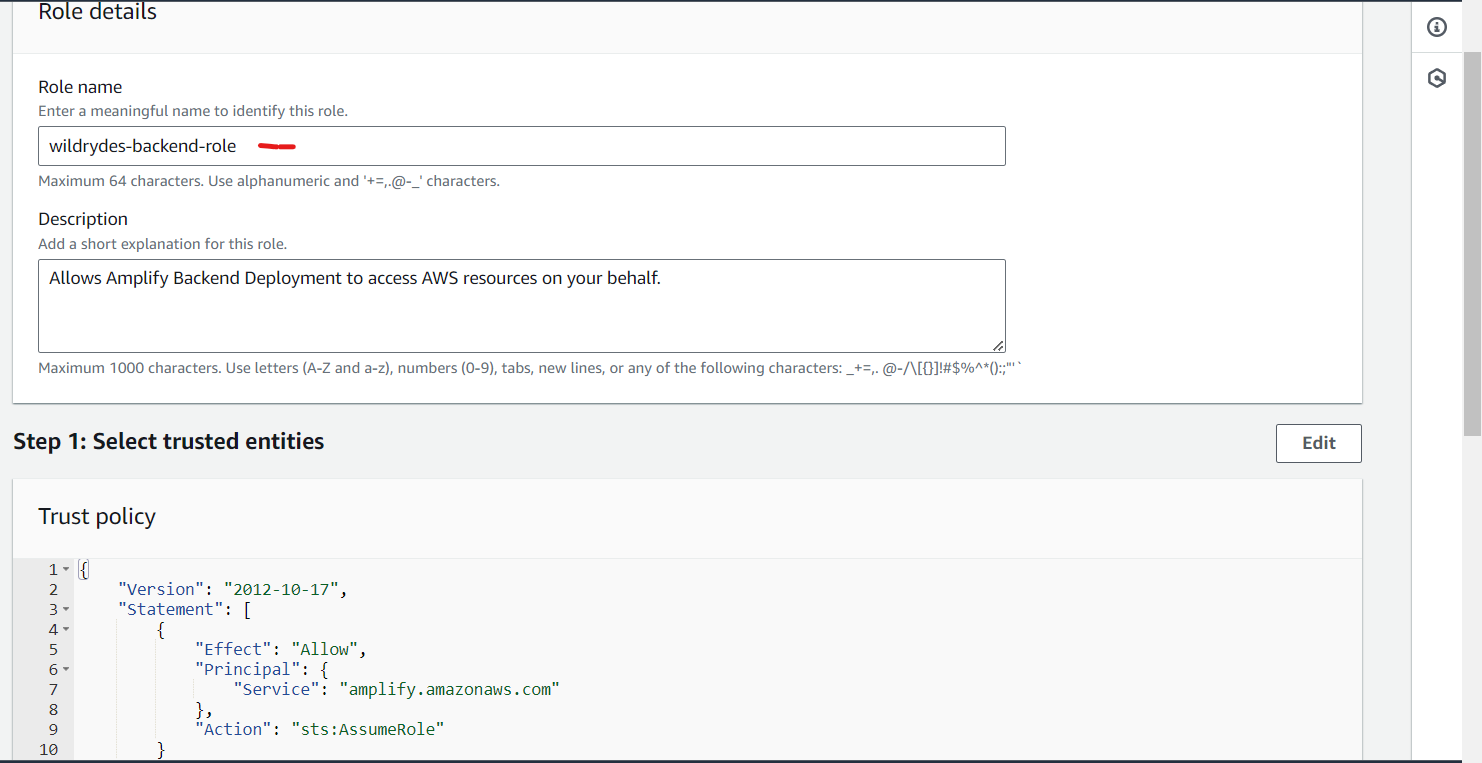 Role details
Role name
Enter a meaningful name to identify this role.
wildrydes-backend-role
Maximum 64 characters. Use alphanumeric and '+=,.@-_' characters.
Description
Add a short explanation for this role.
Allows Amplify Backend Deployment to access AWS resources on your behalf.
Maximum 1000 characters. Use letters (A-Z and a-z), numbers (0-9), tabs, new lines, or any of the following characters: _+=,. @-/\[{}]!#$%^*():;"'`
Step 1: Select trusted entities
Edit
Trust policy
1 {
2 "Version": "2012-10-17",
3 "Statement": [
4 {
5 "Effect": "Allow",
6 "Principal": {
7 "Service": "amplify.amazonaws.com"
8 },
9 "Action": "sts:AssumeRole"
10 }